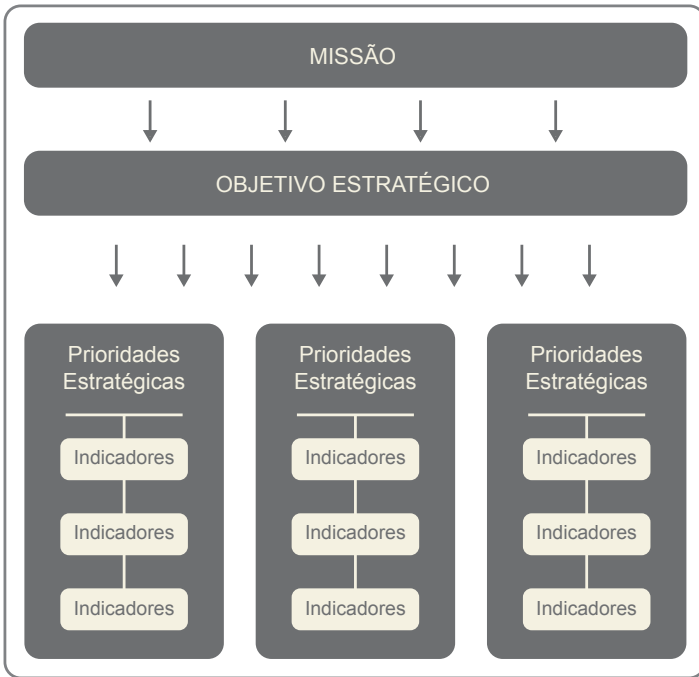 MISSÃO
OBJETIVO ESTRATÉGICO
Prioridades
Estratégicas
Indicadores
Indicadores
Indicadores
Prioridades
Estratégicas
Indicadores
Indicadores
Indicadores
Prioridades
Estratégicas
Indicadores
Indicadores
Indicadores